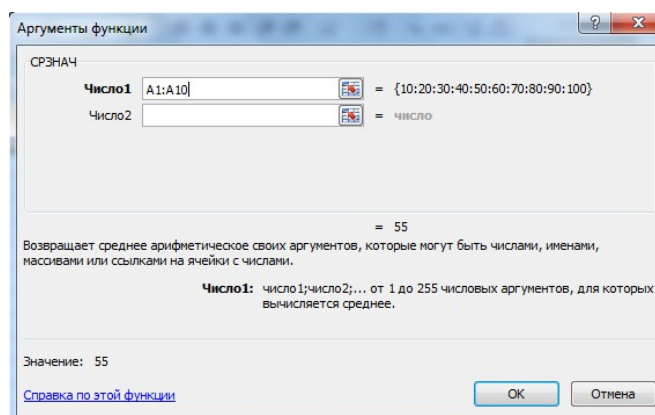 Аргументы функции
СРЗНАЧ
Число1 A1:A10 = {10:20:30:40:50:60:70:80:90:100}
Число2 = число
= 55
Возвращает среднее арифметическое своих аргументов, которые могут быть числами, именами,
массивами или ссылками на ячейки с числами.
Число1: число1;число2;... от 1 до 255 числовых аргументов, для которых
вычисляется среднее.
Значение: 55
Справка по этой функции
ОК
Отмена